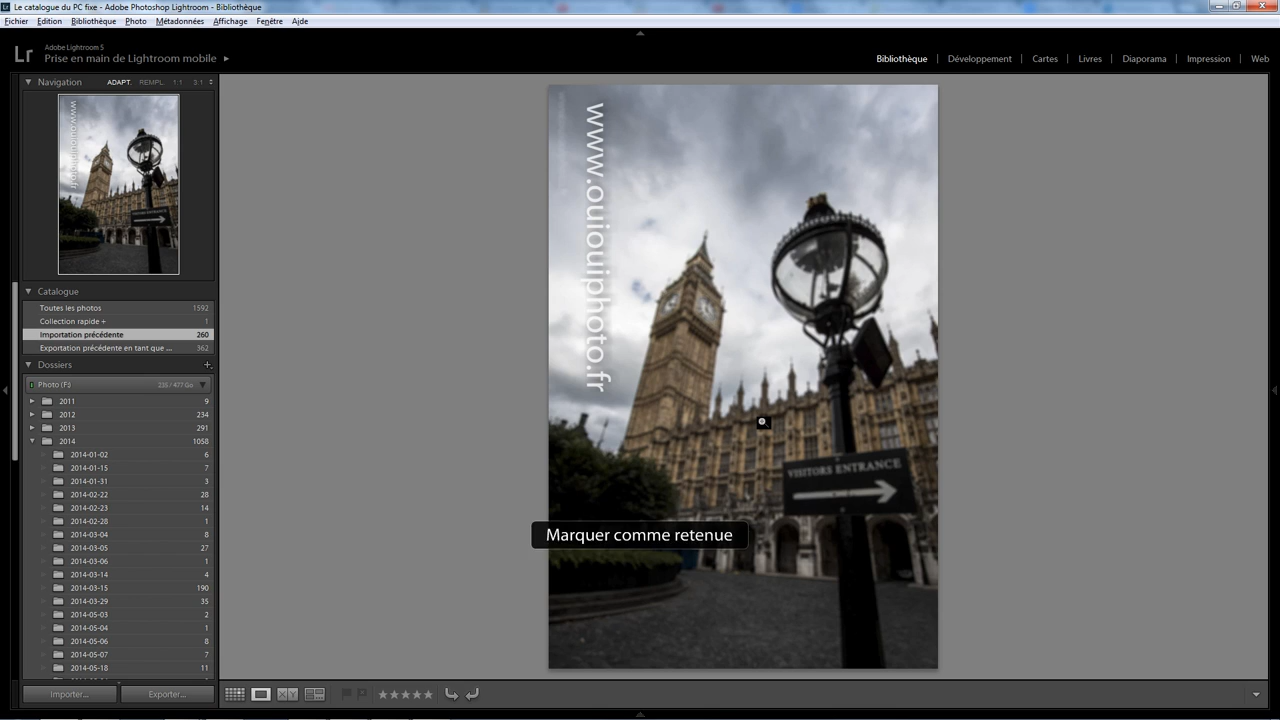 Le catalogue du PC fixe - Adobe Photoshop Lightroom - Bibliothèque
Fichier Edition Bibliothèque Photo Métadonnées Affichage Fenêtre Aide
Lr
Adobe Lightroom 5
Prise en main de Lightroom mobile
Bibliothèque | Développement | Cartes | Livres | Diaporama | Impression | Web
Navigation ADAPT. REMPL. 1:1 3:1
www.ouiouiphoto.fr
Catalogue
Toutes les photos 1592
Collection rapide + 1
Importation précédente 260
Exportation précédente en tant que ... 362
Dossiers
Photo (F:) 235 / 477 Go
2011 9
2012 234
2013 291
2014 1058
2014-01-02 6
2014-01-15 7
2014-01-31 3
2014-02-22 28
2014-02-23 14
2014-02-28 1
2014-03-04 8
2014-03-05 27
2014-03-06 1
2014-03-14 4
2014-03-15 190
2014-03-29 35
2014-05-03 2
2014-05-04 1
2014-05-06 8
2014-05-07 7
2014-05-18 11
Importer... Exporter...
www.ouiouiphoto.fr
VISITORS ENTRANCE
Marquer comme retenue
XY